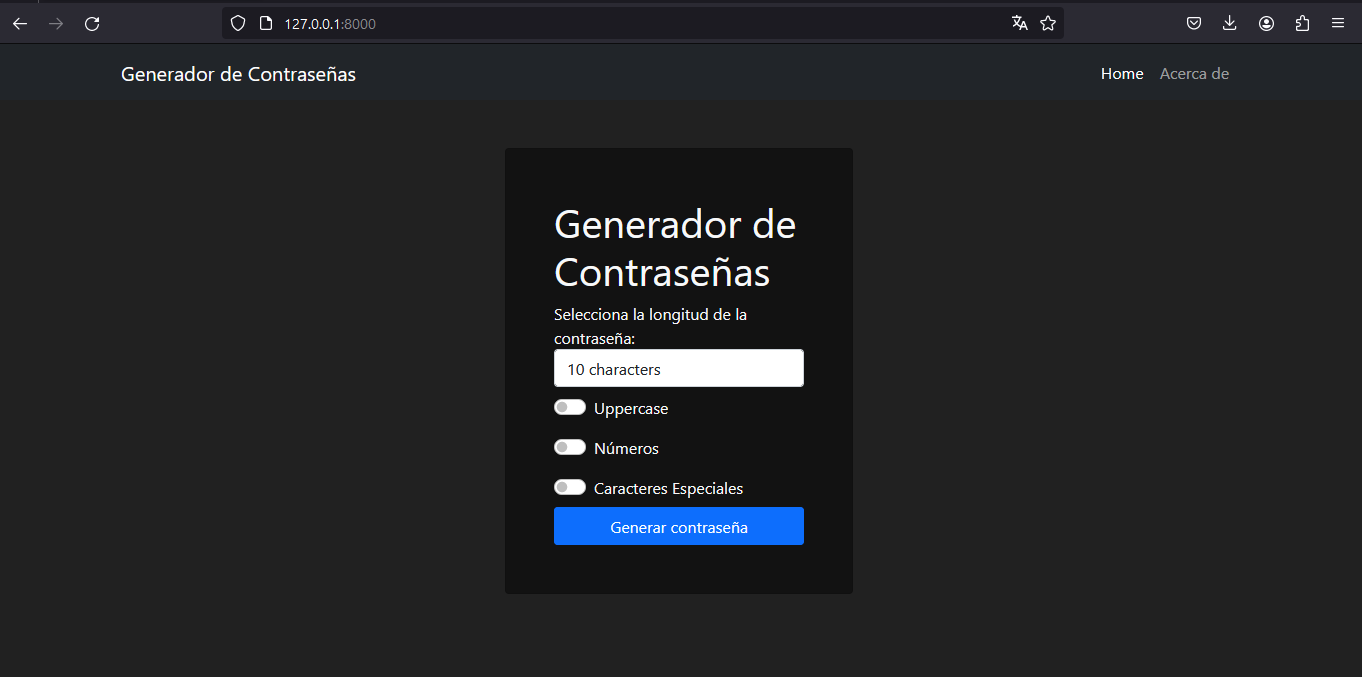 127.0.0.1:8000
Generador de Contraseñas
Home Acerca de
Generador de
Contraseñas
Selecciona la longitud de la
contraseña:
10 characters
Uppercase
Números
Caracteres Especiales
Generar contraseña